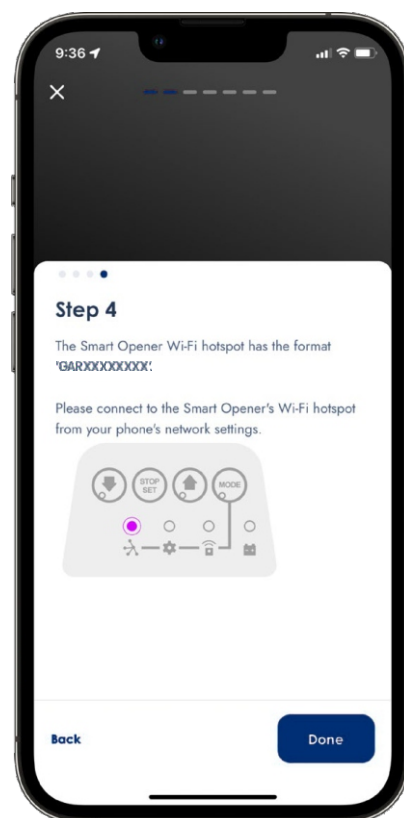 9:36
Step 4
The Smart Opener Wi-Fi hotspot has the format
'GARXXXXXXXX'.
Please connect to the Smart Opener's Wi-Fi hotspot
from your phone's network settings.
STOP
SET
MODE
Back
Done